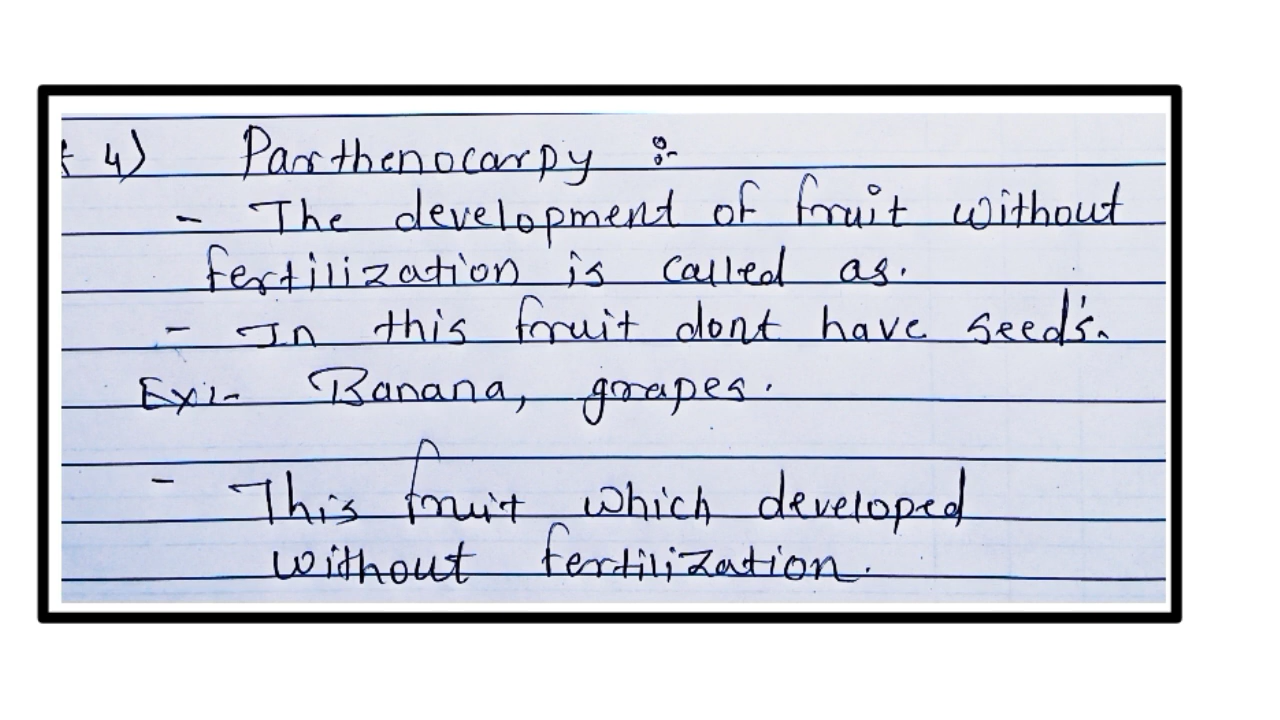 4) Parthenocarpy :-
- The development of fruit without
fertilization is called as.
- In this fruit dont have seed's.
Ex:- Banana, grapes.
- This fruit which developed
without fertilization.